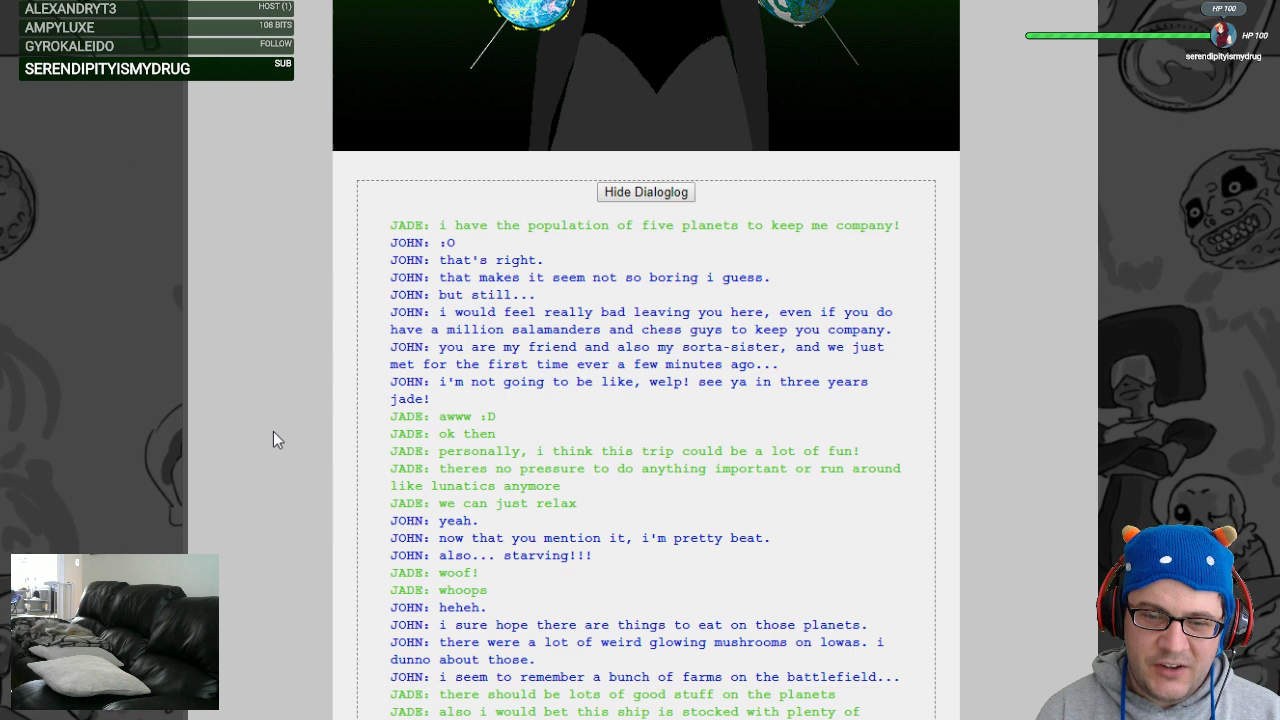 ALEXANDRYT3 HOST (1)
AMPYLUXE 108 BITS
GYROKALEIDO FOLLOW
SERENDIPITYISMYDRUG SUB
HP 100
HP 100
serendipityismydrug
Hide Dialoglog
JADE: i have the population of five planets to keep me company!
JOHN: :O
JOHN: that's right.
JOHN: that makes it seem not so boring i guess.
JOHN: but still...
JOHN: i would feel really bad leaving you here, even if you do
have a million salamanders and chess guys to keep you company.
JOHN: you are my friend and also my sorta-sister, and we just
met for the first time ever a few minutes ago...
JOHN: i'm not going to be like, welp! see ya in three years
jade!
JADE: awww :D
JADE: ok then
JADE: personally, i think this trip could be a lot of fun!
JADE: theres no pressure to do anything important or run around
like lunatics anymore
JADE: we can just relax
JOHN: yeah.
JOHN: now that you mention it, i'm pretty beat.
JOHN: also... starving!!!
JADE: woof!
JADE: whoops
JOHN: heheh.
JOHN: i sure hope there are things to eat on those planets.
JOHN: there were a lot of weird glowing mushrooms on lowas. i
dunno about those.
JOHN: i seem to remember a bunch of farms on the battlefield...
JADE: there should be lots of good stuff on the planets
JADE: also i would bet this ship is stocked with plenty of